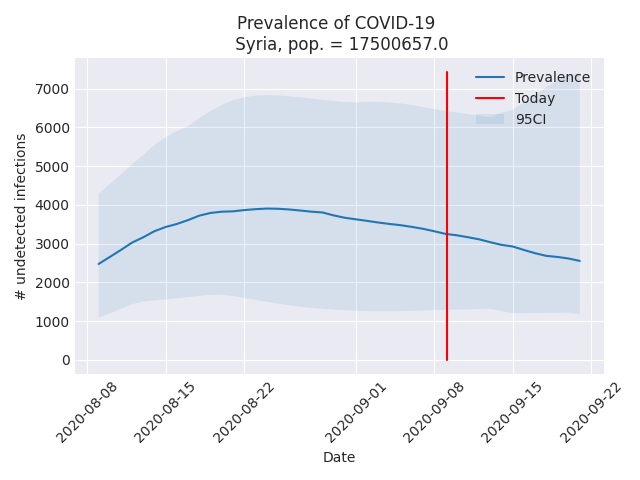 Prevalence of COVID-19
Syria, pop. = 17500657.0
Prevalence
Today
95CI
7000
6000
5000
4000
3000
2000
1000
0
# undetected infections
2020-08-08
2020-08-15
2020-08-22
2020-09-01
2020-09-08
2020-09-15
2020-09-22
Date